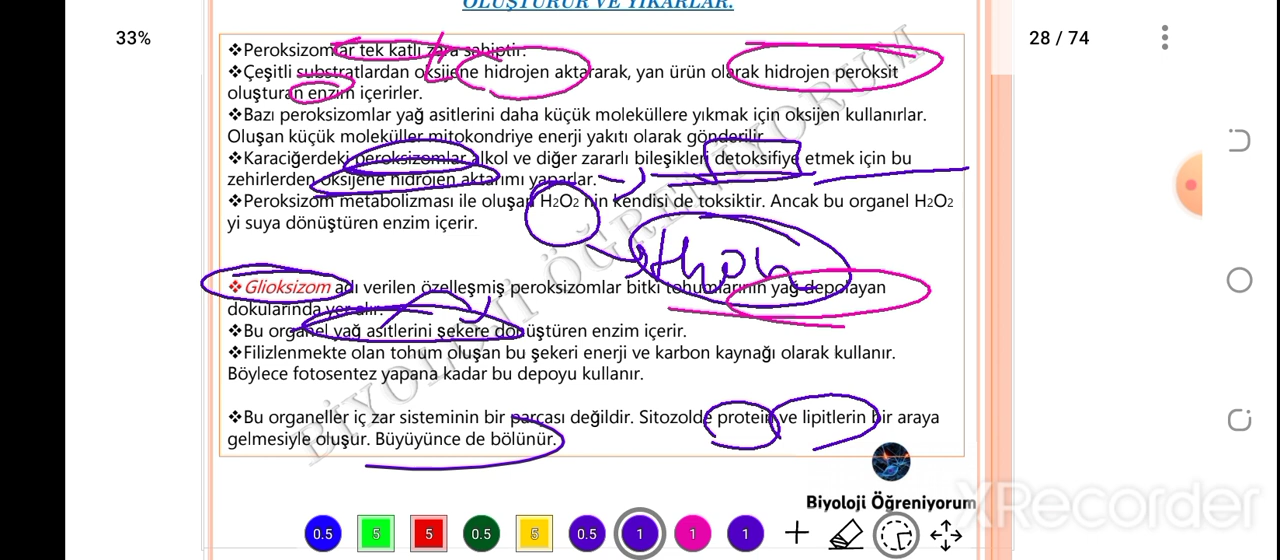 OLUŞTURUR VE YIKARLAR.
33%
28 / 74
❖Peroksizomlar tek katlı zara sahiptir.
❖Çeşitli substratlardan oksijene hidrojen aktararak, yan ürün olarak hidrojen peroksit
oluşturan enzim içerirler.
❖Bazı peroksizomlar yağ asitlerini daha küçük moleküllere yıkmak için oksijen kullanırlar.
Oluşan küçük moleküller mitokondriye enerji yakıtı olarak gönderilir
❖Karaciğerdeki peroksizomlar alkol ve diğer zararlı bileşikleri detoksifiye etmek için bu
zehirlerden oksijene hidrojen aktarımı yaparlar.
❖Peroksizom metabolizması ile oluşan H2O2 nin kendisi de toksiktir. Ancak bu organel H2O2
yi suya dönüştüren enzim içerir.
❖Glioksizom adı verilen özelleşmiş peroksizomlar bitki tohumlarının yağ depolayan
dokularında yer alır.
❖Bu organel yağ asitlerini şekere dönüştüren enzim içerir.
❖Filizlenmekte olan tohum oluşan bu şekeri enerji ve karbon kaynağı olarak kullanır.
Böylece fotosentez yapana kadar bu depoyu kullanır.
❖Bu organeller iç zar sisteminin bir parçası değildir. Sitozolde protein ve lipitlerin bir araya
gelmesiyle oluşur. Büyüyünce de bölünür.
BİYOLOJİ ÖĞRENİYORUM
Biyoloji Öğreniyorum
XRecorder
0.5 5 5 0.5 5 0.5 1 1 1